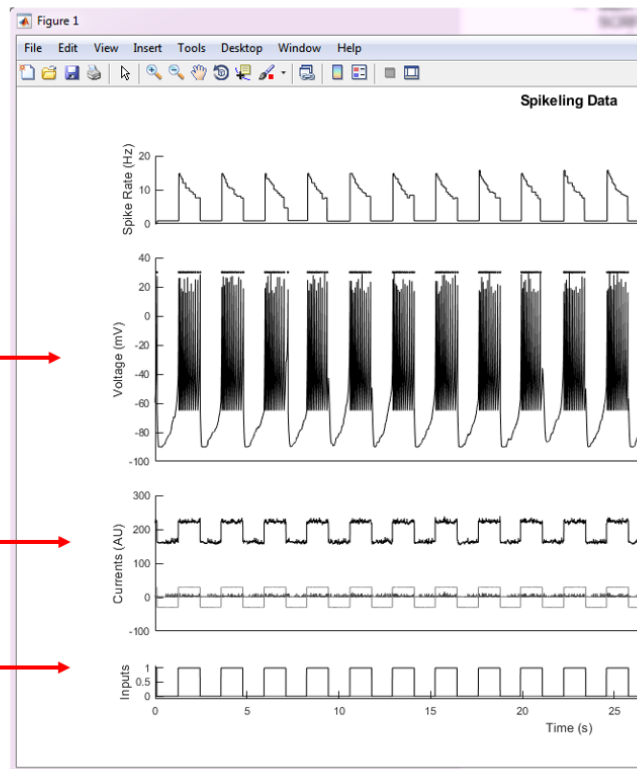 Figure 1
File Edit View Insert Tools Desktop Window Help
Spikeling Data
Spike Rate (Hz)
20
10
0
Voltage (mV)
40
20
0
-20
-40
-60
-80
-100
Currents (AU)
300
200
100
0
-100
Inputs
1
0.5
0
0 5 10 15 20 25
Time (s)